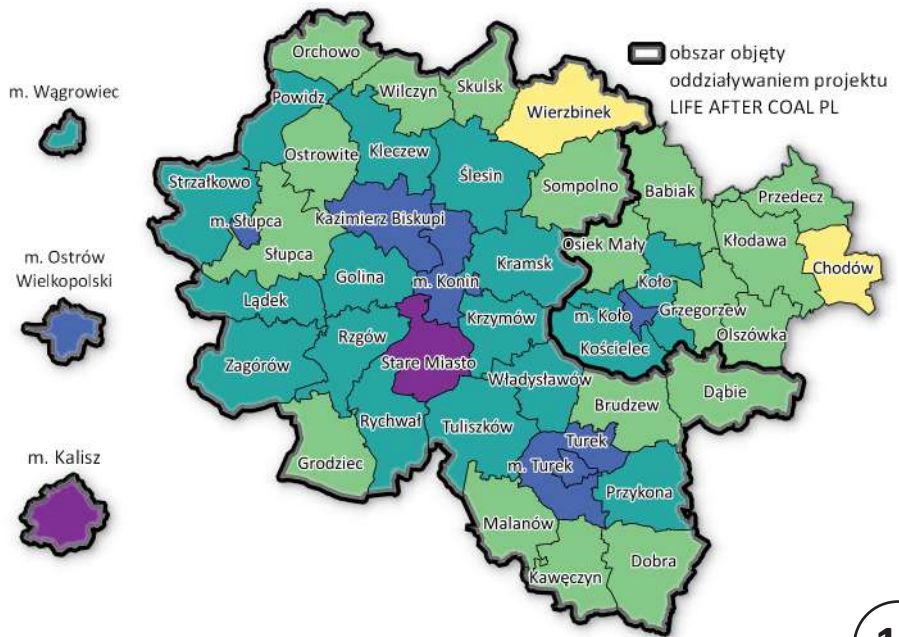 m. Wągrowiec
m. Ostrów
Wielkopolski
m. Kalisz
obszar objęty
oddziaływaniem projektu
LIFE AFTER COAL PL
Orchowo
Wilczyn
Skulsk
Powidz
Wierzbinek
Ostrowite
Kleczew
Ślesin
Sompolno
Strzałkowo
Babiak
Przedecz
m. Słupca
Kazimierz Biskupi
Kłodawa
Słupca
Osiek Mały
Chodów
Golina
m. Konin
Kramsk
Koło
Lądek
Krzymów
m. Koło
Grzegorzew
Rzgów
Olszówka
Zagórów
Stare Miasto
Kościelec
Władysławów
Dąbie
Rychwał
Tuliszków
Brudzew
Grodziec
Turek
m. Turek
Przykona
Malanów
Dobra
Kawęczyn
1